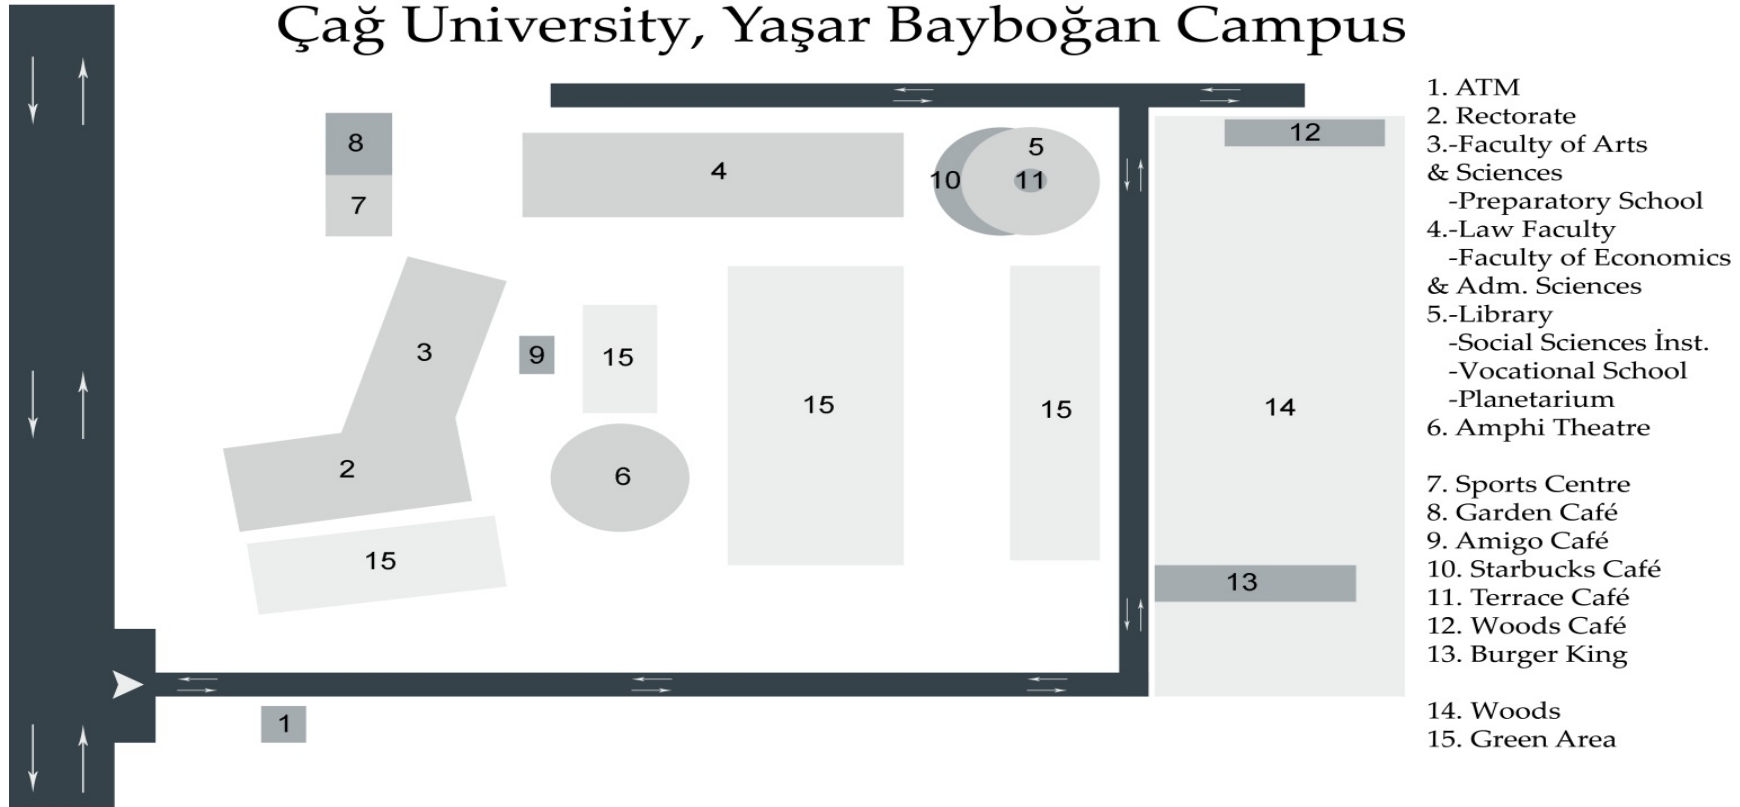 Çağ University, Yaşar Bayboğan Campus
8
7
4
5
10
11
12
3
9
15
15
15
14
2
6
15
13
1
1. ATM
2. Rectorate
3.-Faculty of Arts
& Sciences
-Preparatory School
4.-Law Faculty
-Faculty of Economics
& Adm. Sciences
5.-Library
-Social Sciences İnst.
-Vocational School
-Planetarium
6. Amphi Theatre
7. Sports Centre
8. Garden Café
9. Amigo Café
10. Starbucks Café
11. Terrace Café
12. Woods Café
13. Burger King
14. Woods
15. Green Area